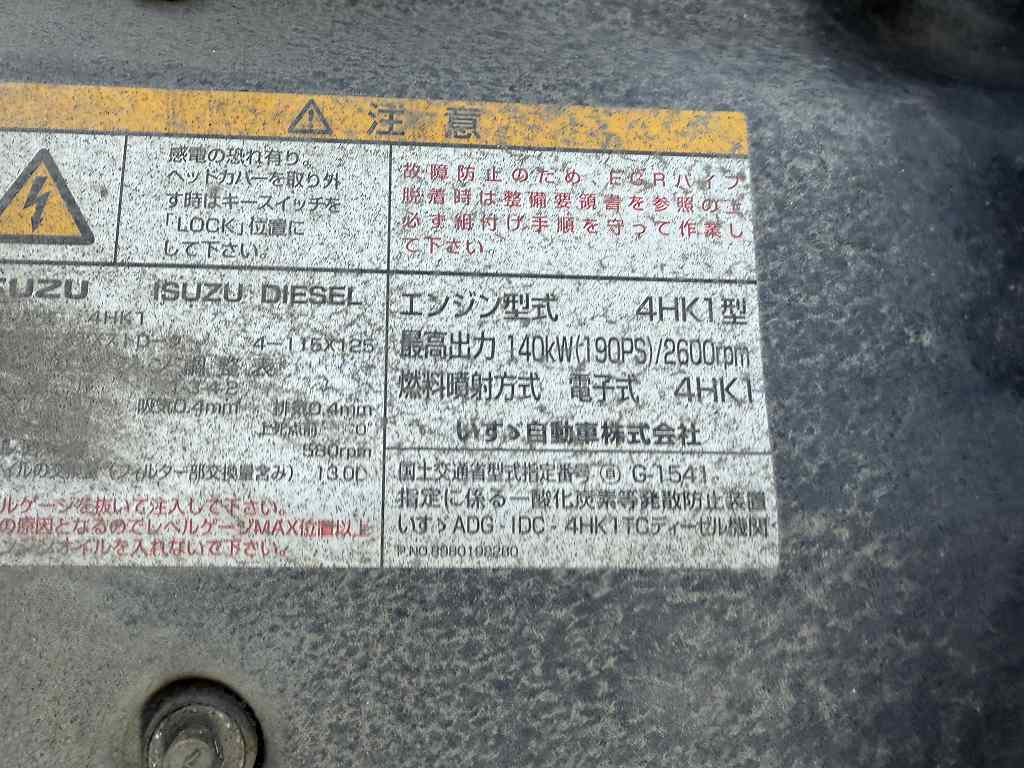 ⚠ 注意
感電の恐れ有り。
ヘッドカバーを取り外
す時はキースイッチを
「LOCK」位置に
して下さい。
故障防止のため、EGRパイプ
脱着時は整備要領書を参照の上
必ず組付け手順を守って作業し
て下さい。
SUZU ISUZU DIESEL
4HK1
4-115X125
調整表
1342
吸気0.4mm 排気0.4mm
580rpm
(フィルター部交換量含み) 13.0L
ルゲージを抜いて注入して下さい。
の原因となるのでレベルゲージMAX位置以上
オイルを入れないで下さい。
エンジン型式 4HK1型
最高出力 140kW(190PS)/2600rpm
燃料噴射方式 電子式 4HK1
いすゞ自動車株式会社
国土交通省型式指定番号 G-1541
指定に係る一酸化炭素等発散防止装置
いすゞADG-IDC-4HK1TCディーゼル機関
P.NO.8980198280